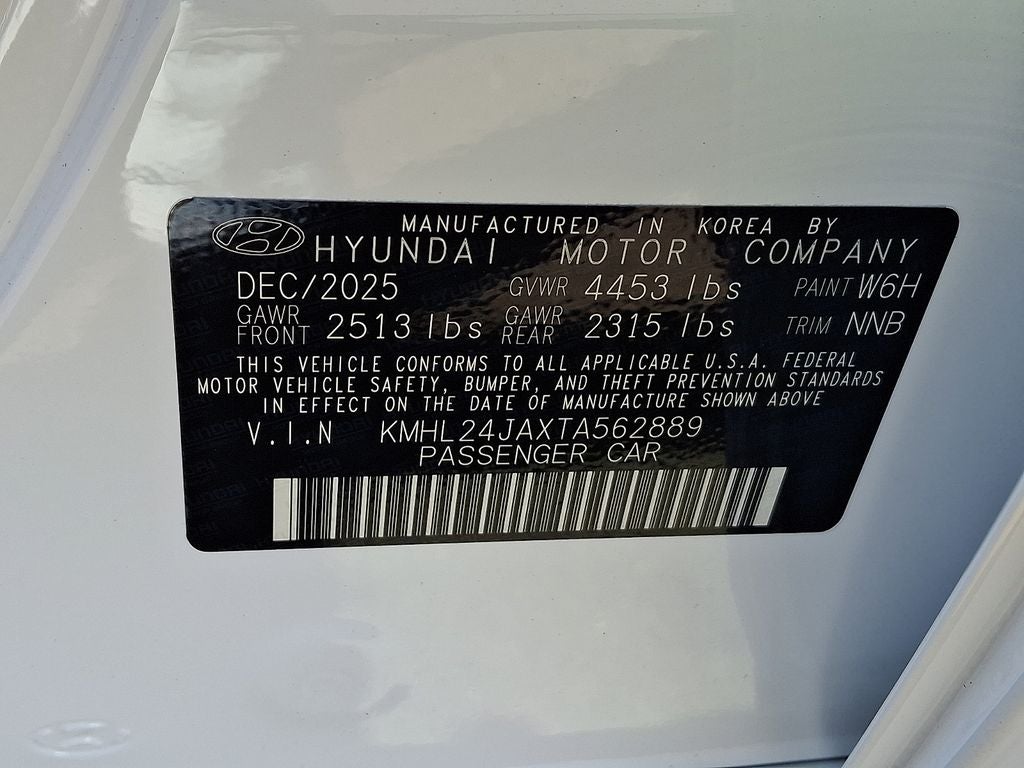 MANUFACTURED IN KOREA BY
HYUNDAI MOTOR COMPANY
DEC/2025 GVWR 4453 lbs PAINT W6H
GAWR FRONT 2513 lbs GAWR REAR 2315 lbs TRIM NNB
THIS VEHICLE CONFORMS TO ALL APPLICABLE U.S.A. FEDERAL
MOTOR VEHICLE SAFETY, BUMPER, AND THEFT PREVENTION STANDARDS
IN EFFECT ON THE DATE OF MANUFACTURE SHOWN ABOVE
V.I.N KMHL24JAXTA562889
PASSENGER CAR